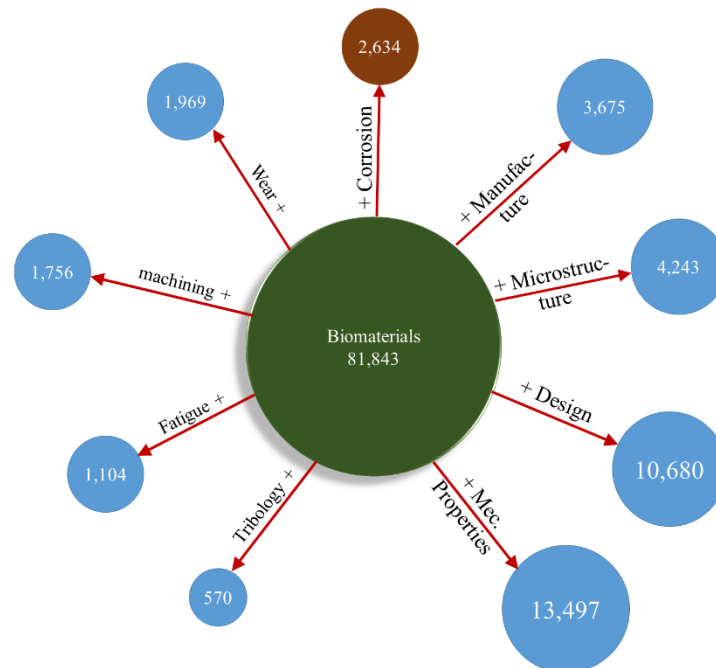 2,634
+ Corrosion
3,675
+ Manufac-
ture
4,243
+ Microstruc-
ture
+ Design
10,680
+ Mec.
Properties
13,497
Tribology +
570
Fatigue +
1,104
machining +
1,756
Wear +
1,969
Biomaterials
81,843